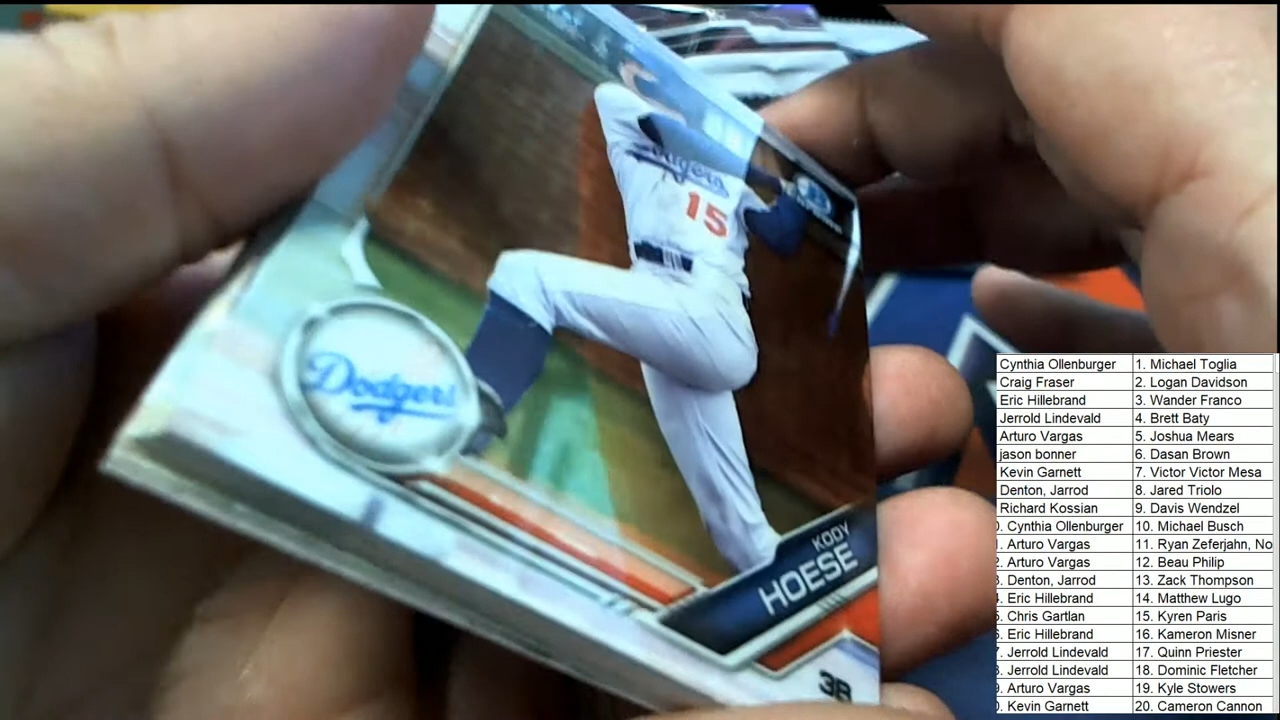 Dodgers
15
Dodgers
KODY
HOESE
3B
Cynthia Ollenburger 1. Michael Toglia
Craig Fraser 2. Logan Davidson
Eric Hillebrand 3. Wander Franco
Jerrold Lindevald 4. Brett Baty
Arturo Vargas 5. Joshua Mears
jason bonner 6. Dasan Brown
Kevin Garnett 7. Victor Victor Mesa
Denton, Jarrod 8. Jared Triolo
Richard Kossian 9. Davis Wendzel
Cynthia Ollenburger 10. Michael Busch
Arturo Vargas 11. Ryan Zeferjahn, No
Arturo Vargas 12. Beau Philip
Denton, Jarrod 13. Zack Thompson
Eric Hillebrand 14. Matthew Lugo
Chris Gartlan 15. Kyren Paris
Eric Hillebrand 16. Kameron Misner
7. Jerrold Lindevald 17. Quinn Priester
Jerrold Lindevald 18. Dominic Fletcher
Arturo Vargas 19. Kyle Stowers
Kevin Garnett 20. Cameron Cannon